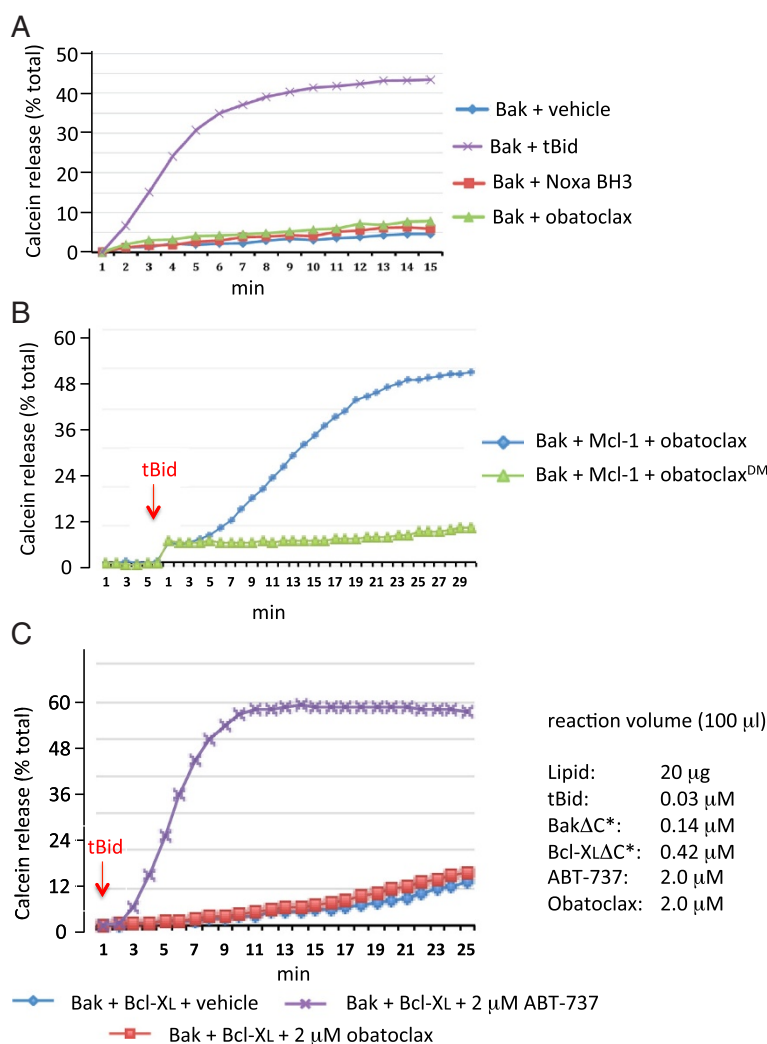 A
Calcein release (% total)
50
40
30
20
10
0
1 2 3 4 5 6 7 8 9 10 11 12 13 14 15
min
Bak + vehicle
Bak + tBid
Bak + Noxa BH3
Bak + obatoclax
B
Calcein release (% total)
60
48
36
24
12
0
tBid
1 3 5 1 3 5 7 9 11 13 15 17 19 21 23 25 27 29
min
Bak + Mcl-1 + obatoclax
Bak + Mcl-1 + obatoclaxDM
C
Calcein release (% total)
60
48
36
24
12
0
tBid
1 3 5 7 9 11 13 15 17 19 21 23 25
min
reaction volume (100 µl)
Lipid: 20 µg
tBid: 0.03 µM
BakΔC*: 0.14 µM
Bcl-XLΔC*: 0.42 µM
ABT-737: 2.0 µM
Obatoclax: 2.0 µM
Bak + Bcl-XL + vehicle
Bak + Bcl-XL + 2 µM ABT-737
Bak + Bcl-XL + 2 µM obatoclax